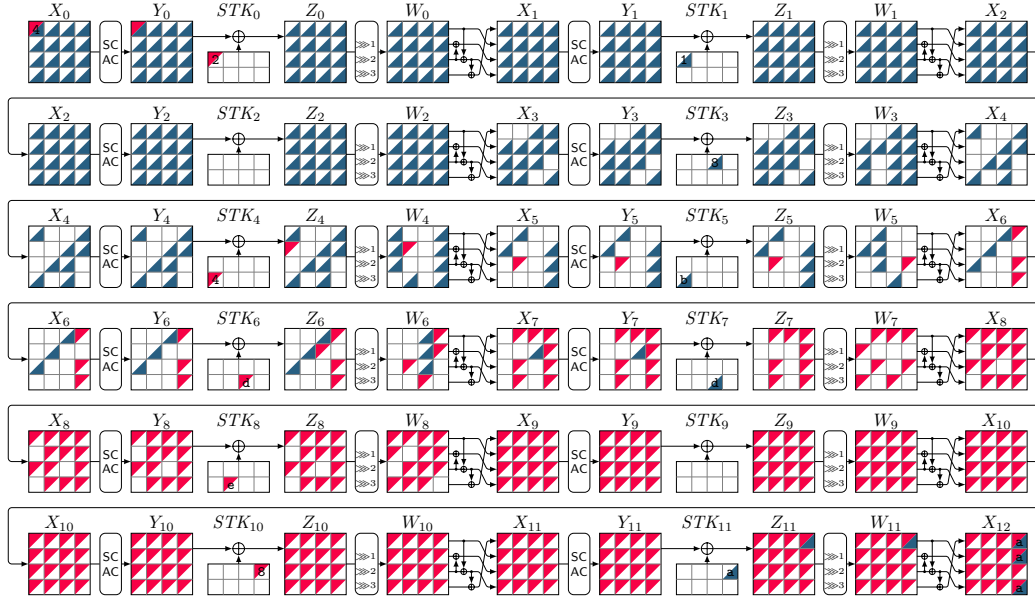 X0 Y0 STK0 Z0 W0 X1 Y1 STK1 Z1 W1 X2
4 SC AC 2 ⋙1 ⋙2 ⋙3 SC AC 1 ⋙1 ⋙2 ⋙3
X2 Y2 STK2 Z2 W2 X3 Y3 STK3 Z3 W3 X4
SC AC ⋙1 ⋙2 ⋙3 SC AC 8 ⋙1 ⋙2 ⋙3
X4 Y4 STK4 Z4 W4 X5 Y5 STK5 Z5 W5 X6
SC AC 4 ⋙1 ⋙2 ⋙3 SC AC b ⋙1 ⋙2 ⋙3
X6 Y6 STK6 Z6 W6 X7 Y7 STK7 Z7 W7 X8
SC AC d ⋙1 ⋙2 ⋙3 SC AC d ⋙1 ⋙2 ⋙3
X8 Y8 STK8 Z8 W8 X9 Y9 STK9 Z9 W9 X10
SC AC e ⋙1 ⋙2 ⋙3 SC AC ⋙1 ⋙2 ⋙3
X10 Y10 STK10 Z10 W10 X11 Y11 STK11 Z11 W11 X12
SC AC 8 ⋙1 ⋙2 ⋙3 SC AC a ⋙1 ⋙2 ⋙3 a a a